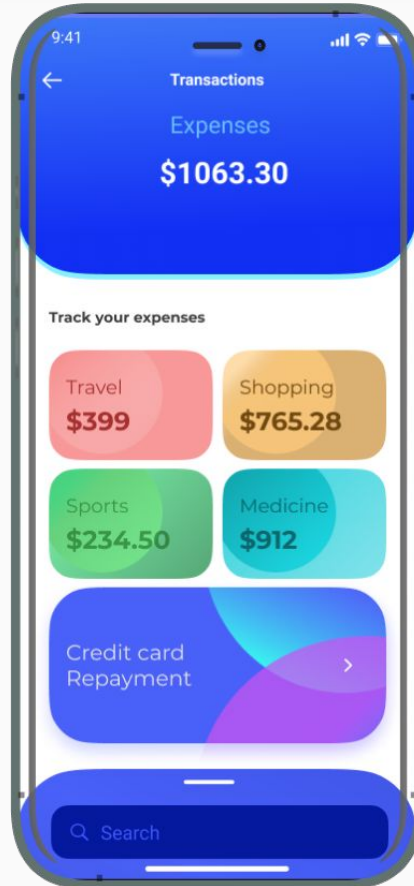 9:41
Transactions
Expenses
$1063.30
Track your expenses
Travel
$399
Shopping
$765.28
Sports
$234.50
Medicine
$912
Credit card
Repayment
Search